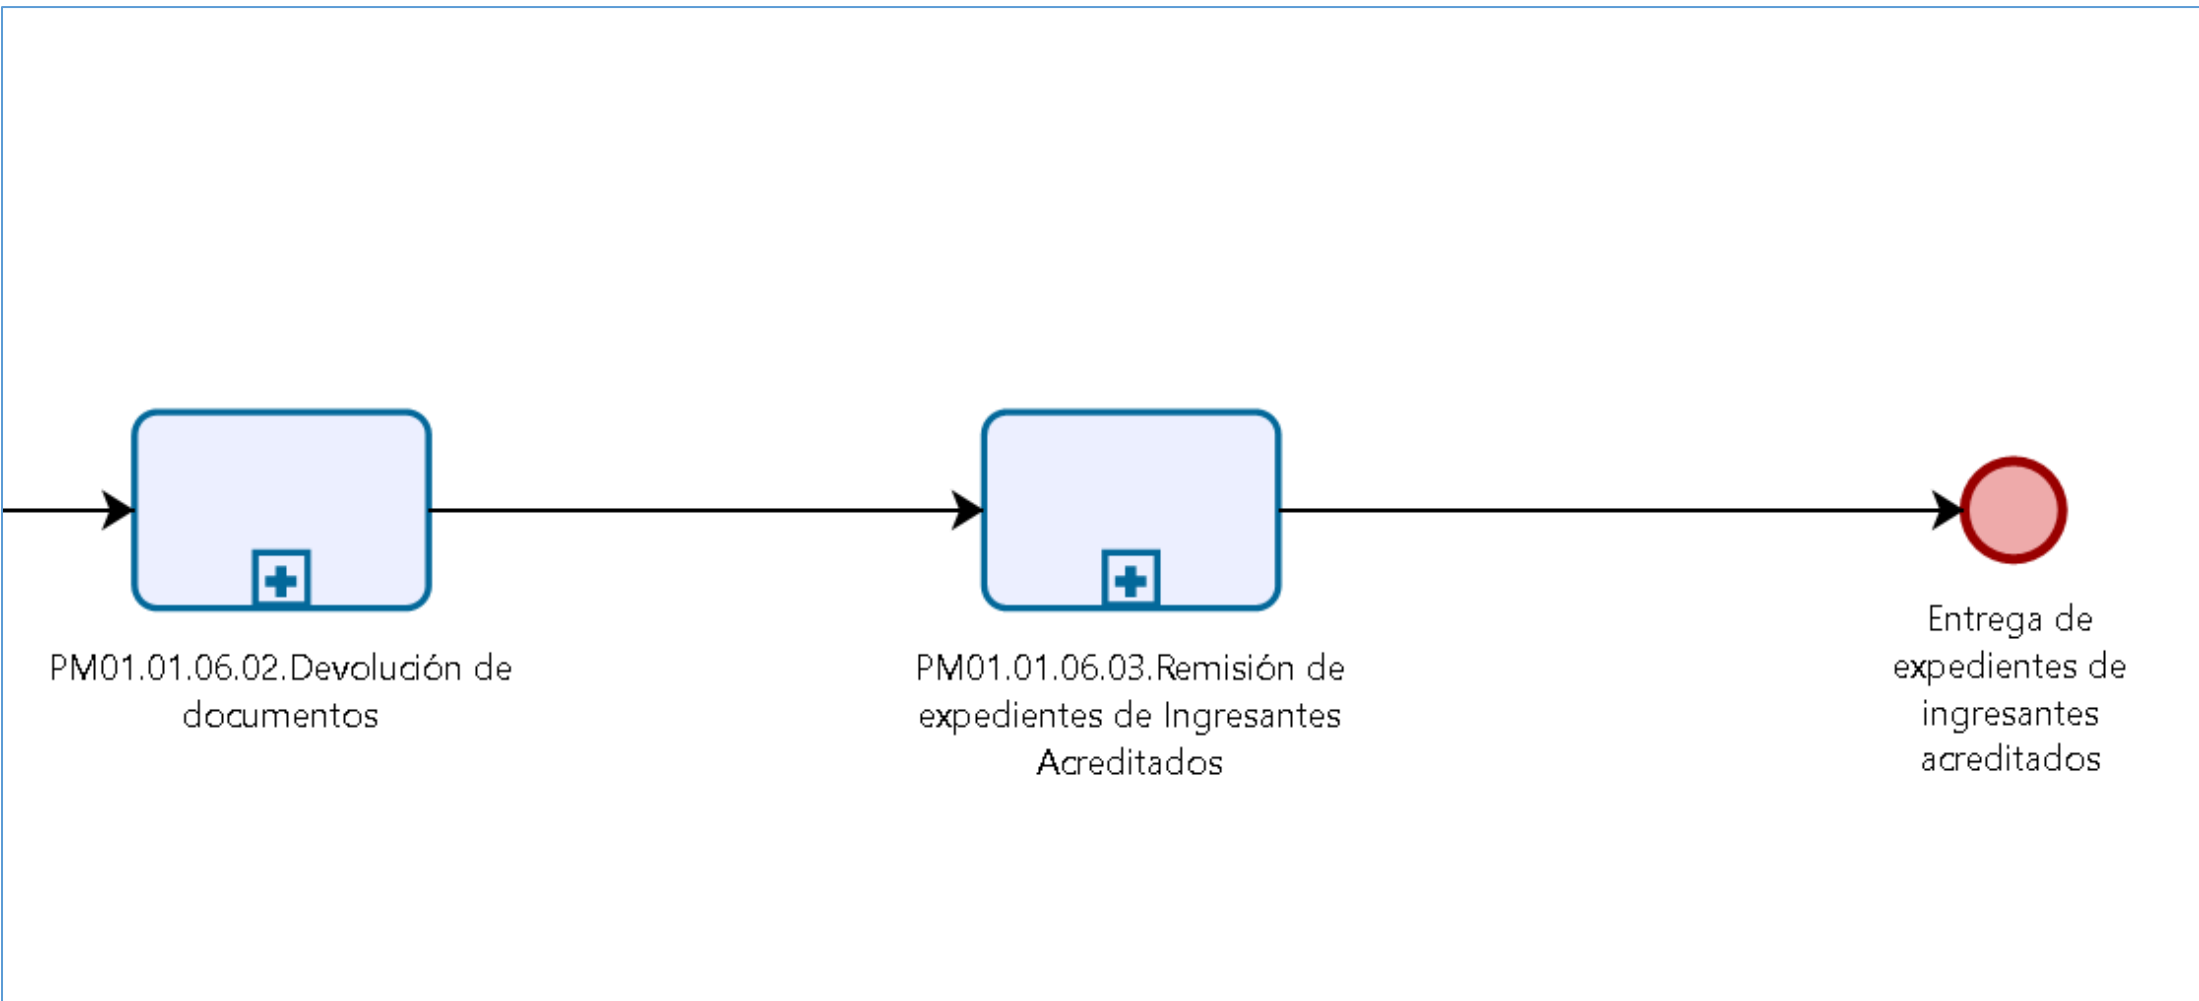 PM01.01.06.02.Devolución de
documentos
PM01.01.06.03.Remisión de
expedientes de Ingresantes
Acreditados
Entrega de
expedientes de
ingresantes
acreditados